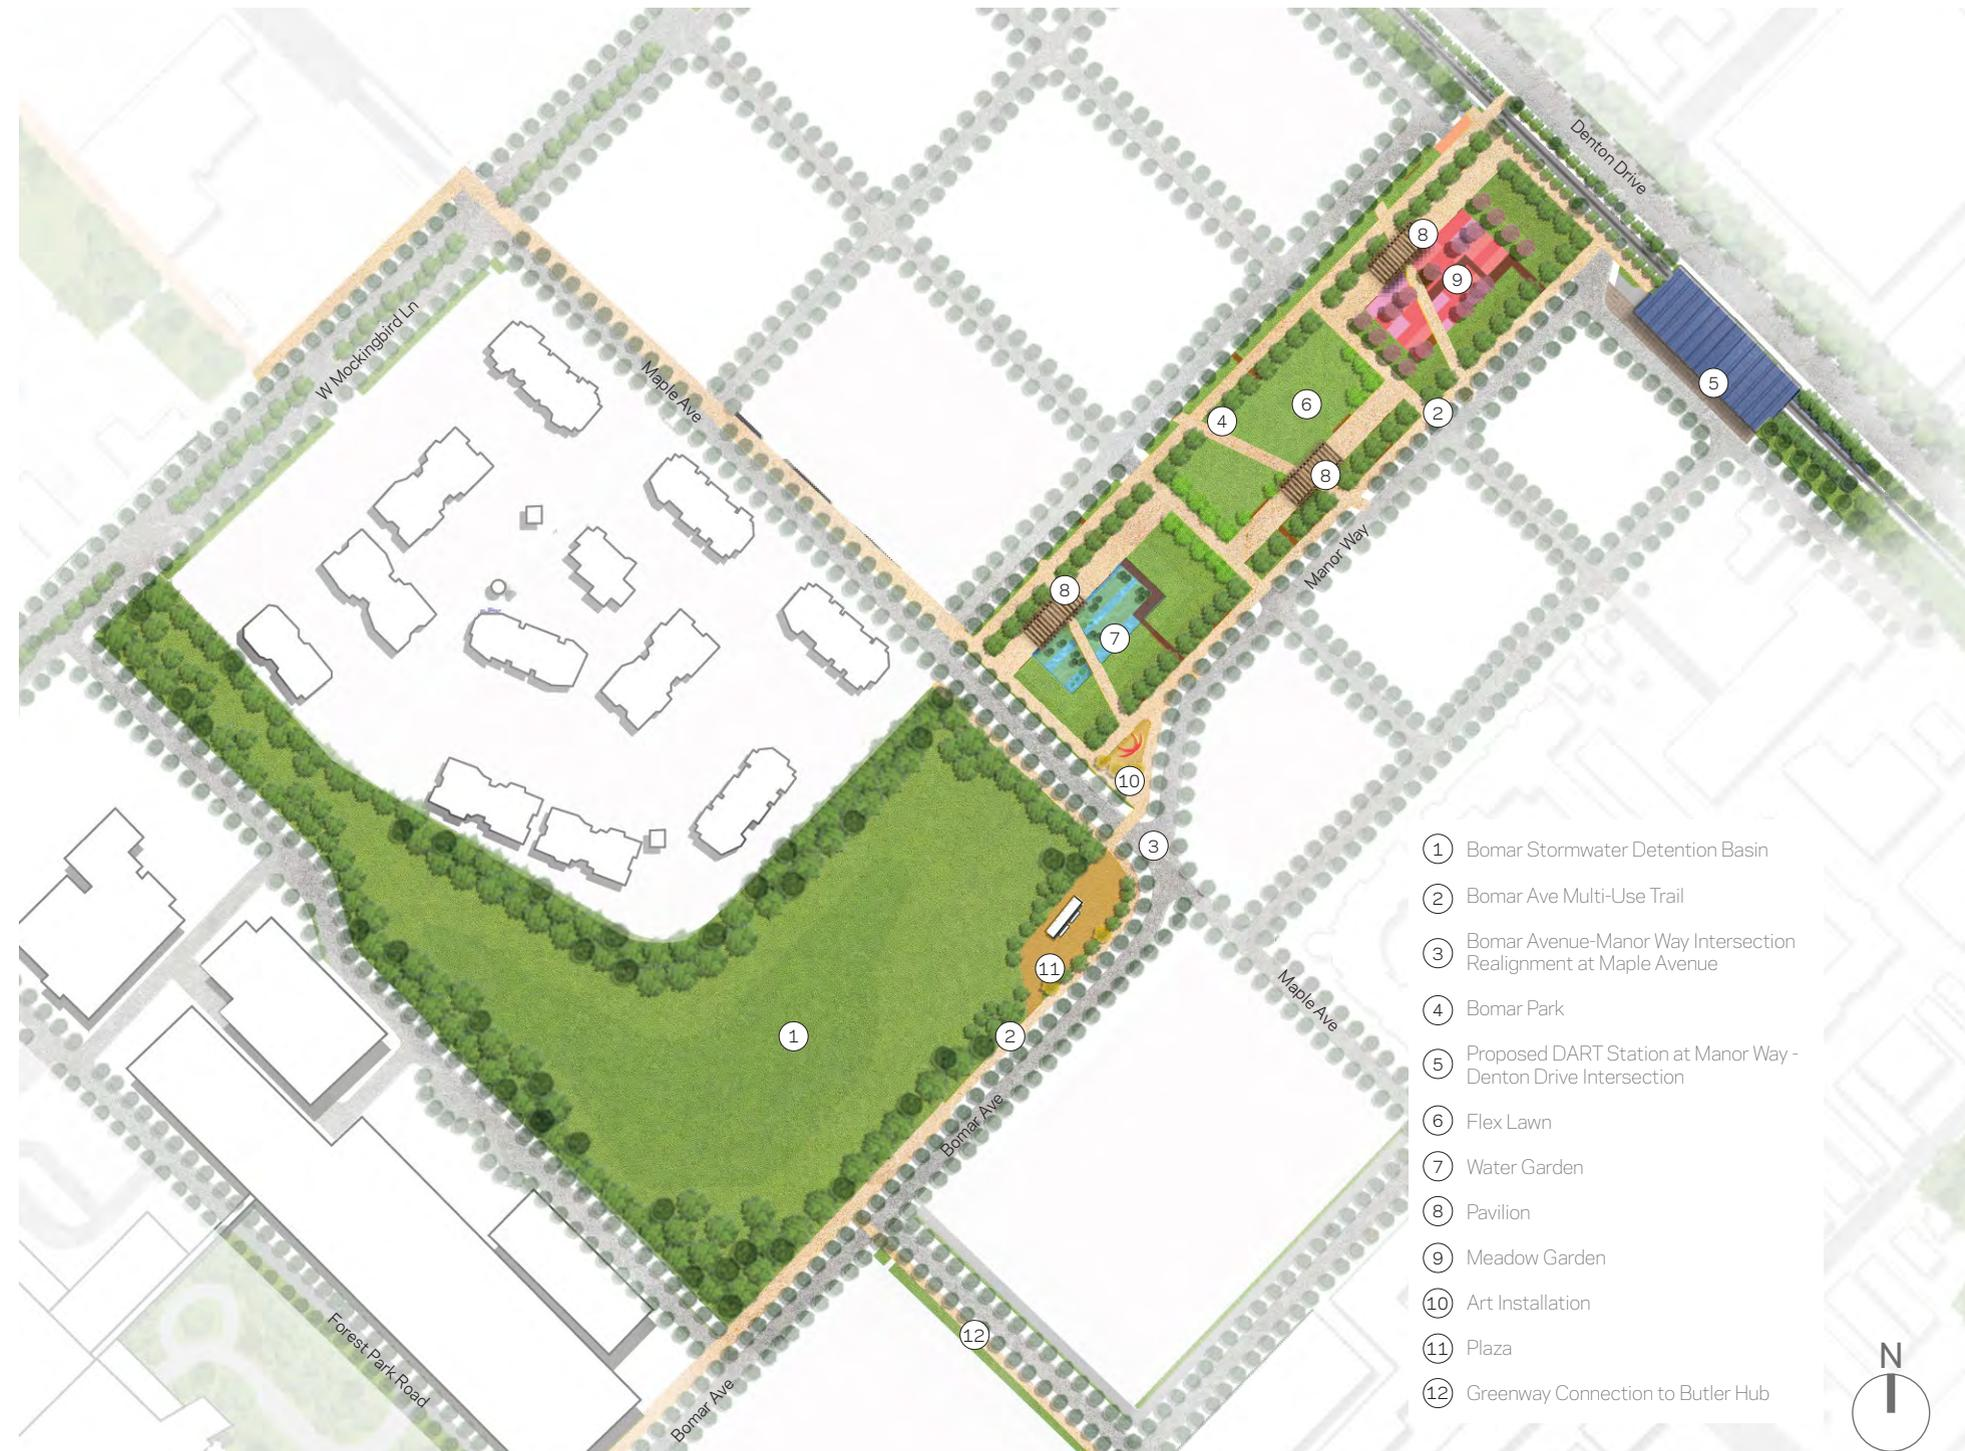 Denton Drive
W Mockingbird Ln
Maple Ave
8
9
5
6
4
2
8
Manor Way
8
7
10
3
11
Maple Ave
1
2
Bomar Ave
12
Forest Park Road
Bomar Ave
1 Bomar Stormwater Detention Basin
2 Bomar Ave Multi-Use Trail
3 Bomar Avenue-Manor Way Intersection
Realignment at Maple Avenue
4 Bomar Park
5 Proposed DART Station at Manor Way -
Denton Drive Intersection
6 Flex Lawn
7 Water Garden
8 Pavilion
9 Meadow Garden
10 Art Installation
11 Plaza
12 Greenway Connection to Butler Hub
N